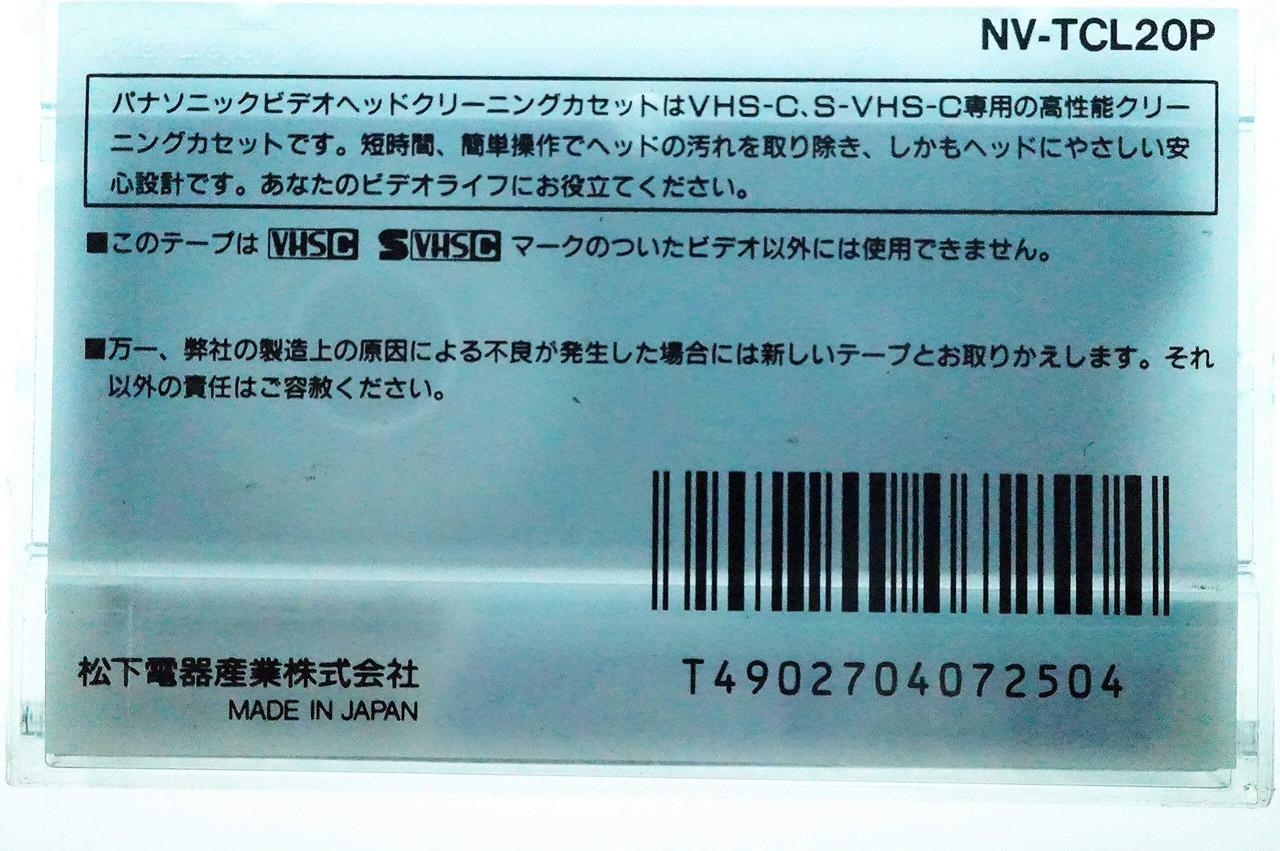 NV-TCL20P
パナソニックビデオヘッドクリーニングカセットはVHS-C、S-VHS-C専用の高性能クリー
ニングカセットです。短時間、簡単操作でヘッドの汚れを取り除き、しかもヘッドにやさしい安
心設計です。あなたのビデオライフにお役立てください。
■このテープは VHS C S VHS C マークのついたビデオ以外には使用できません。
■万一、弊社の製造上の原因による不良が発生した場合には新しいテープとお取りかえします。それ
以外の責任はご容赦ください。
松下電器産業株式会社
MADE IN JAPAN
T4902704072504